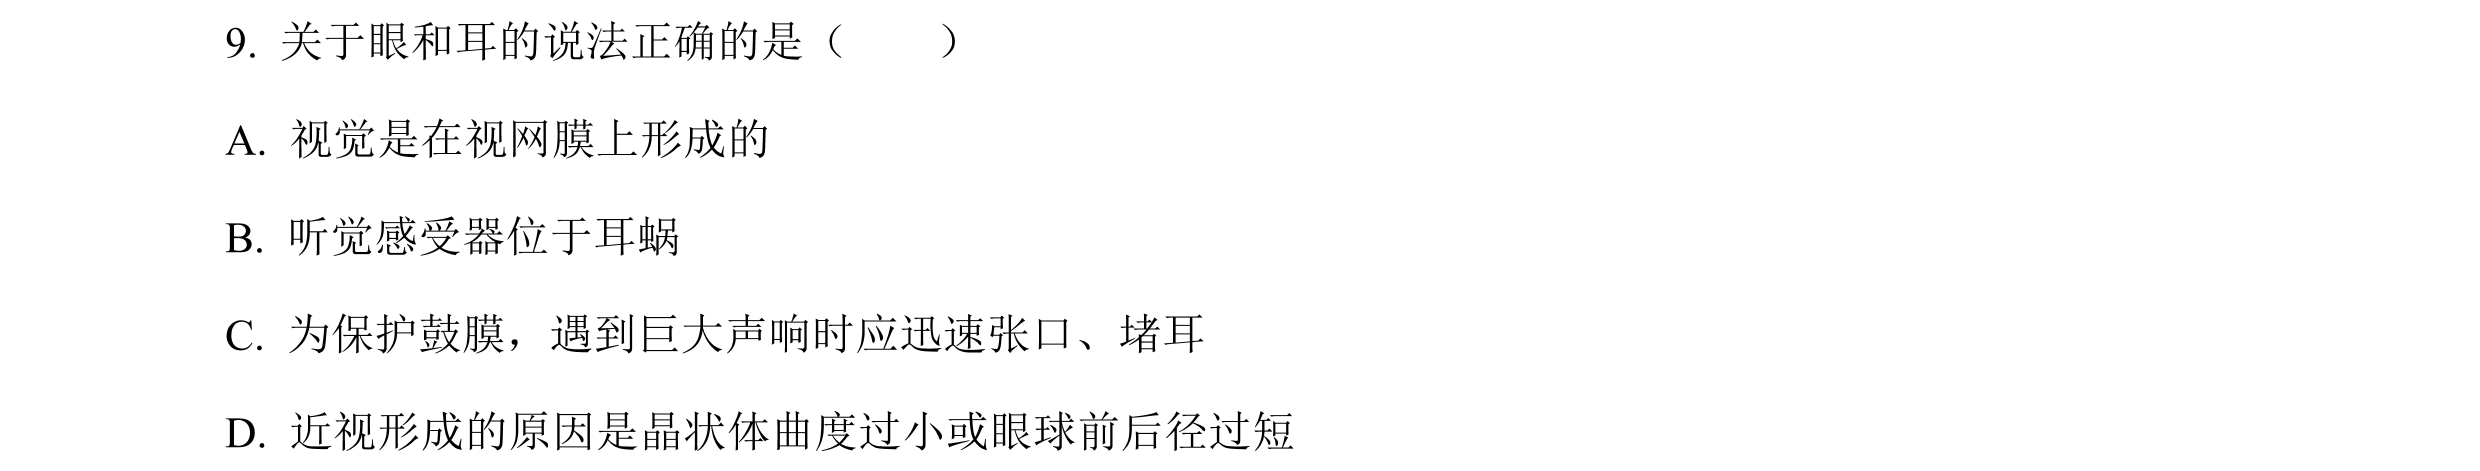 9. 关于眼和耳的说法正确的是（　　）
A. 视觉是在视网膜上形成的
B. 听觉感受器位于耳蜗
C. 为保护鼓膜，遇到巨大声响时应迅速张口、堵耳
D. 近视形成的原因是晶状体曲度过小或眼球前后径过短